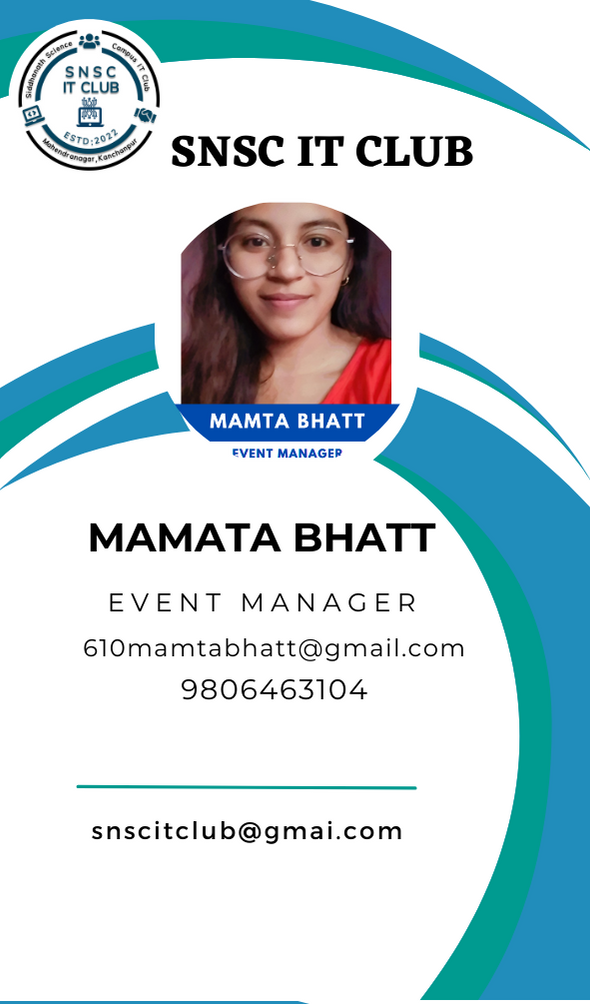 Siddhanath Science Campus IT Club
SNSC
IT CLUB
ESTD:2022
Mahendranagar, Kanchanpur
SNSC IT CLUB
MAMTA BHATT
EVENT MANAGER
MAMATA BHATT
EVENT MANAGER
610mamtabhatt@gmail.com
9806463104
snscitclub@gmai.com